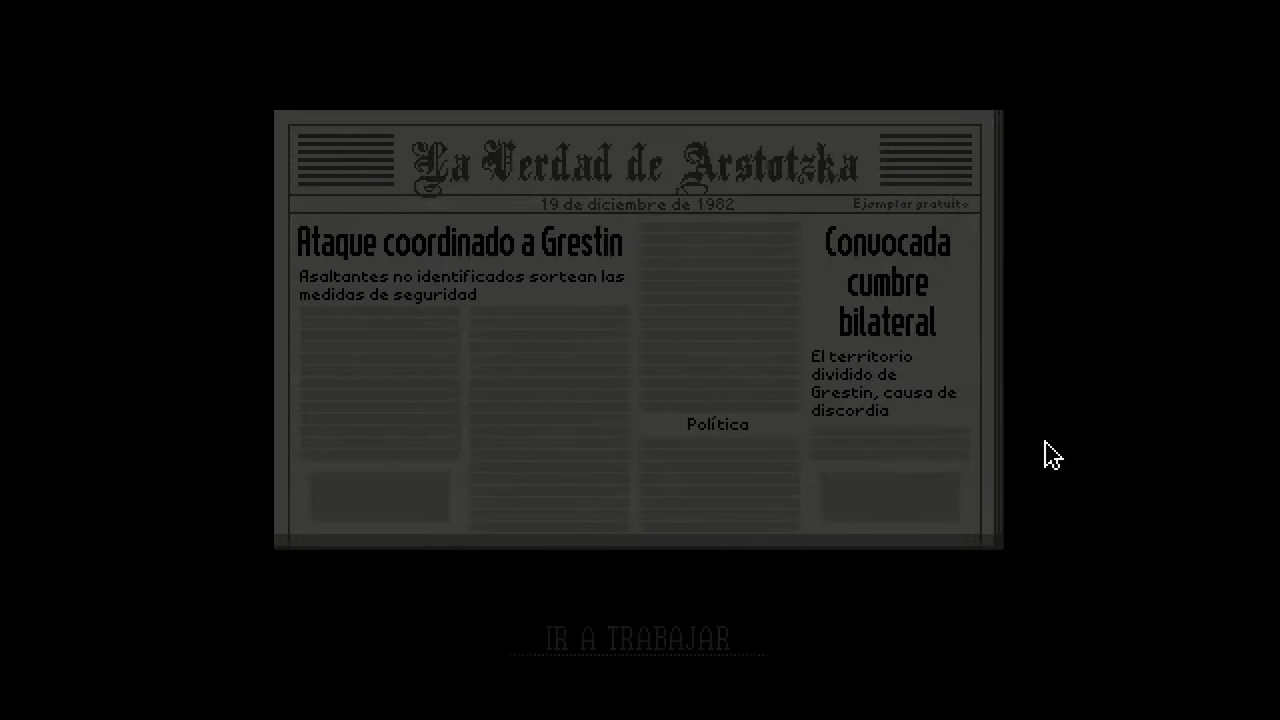 La Verdad de Arstotzka
19 de diciembre de 1982
Ejemplar gratuito
Ataque coordinado a Grestin
Asaltantes no identificados sortean las
medidas de seguridad
Política
Convocada
cumbre
bilateral
El territorio
dividido de
Grestin, causa de
discordia
IR A TRABAJAR